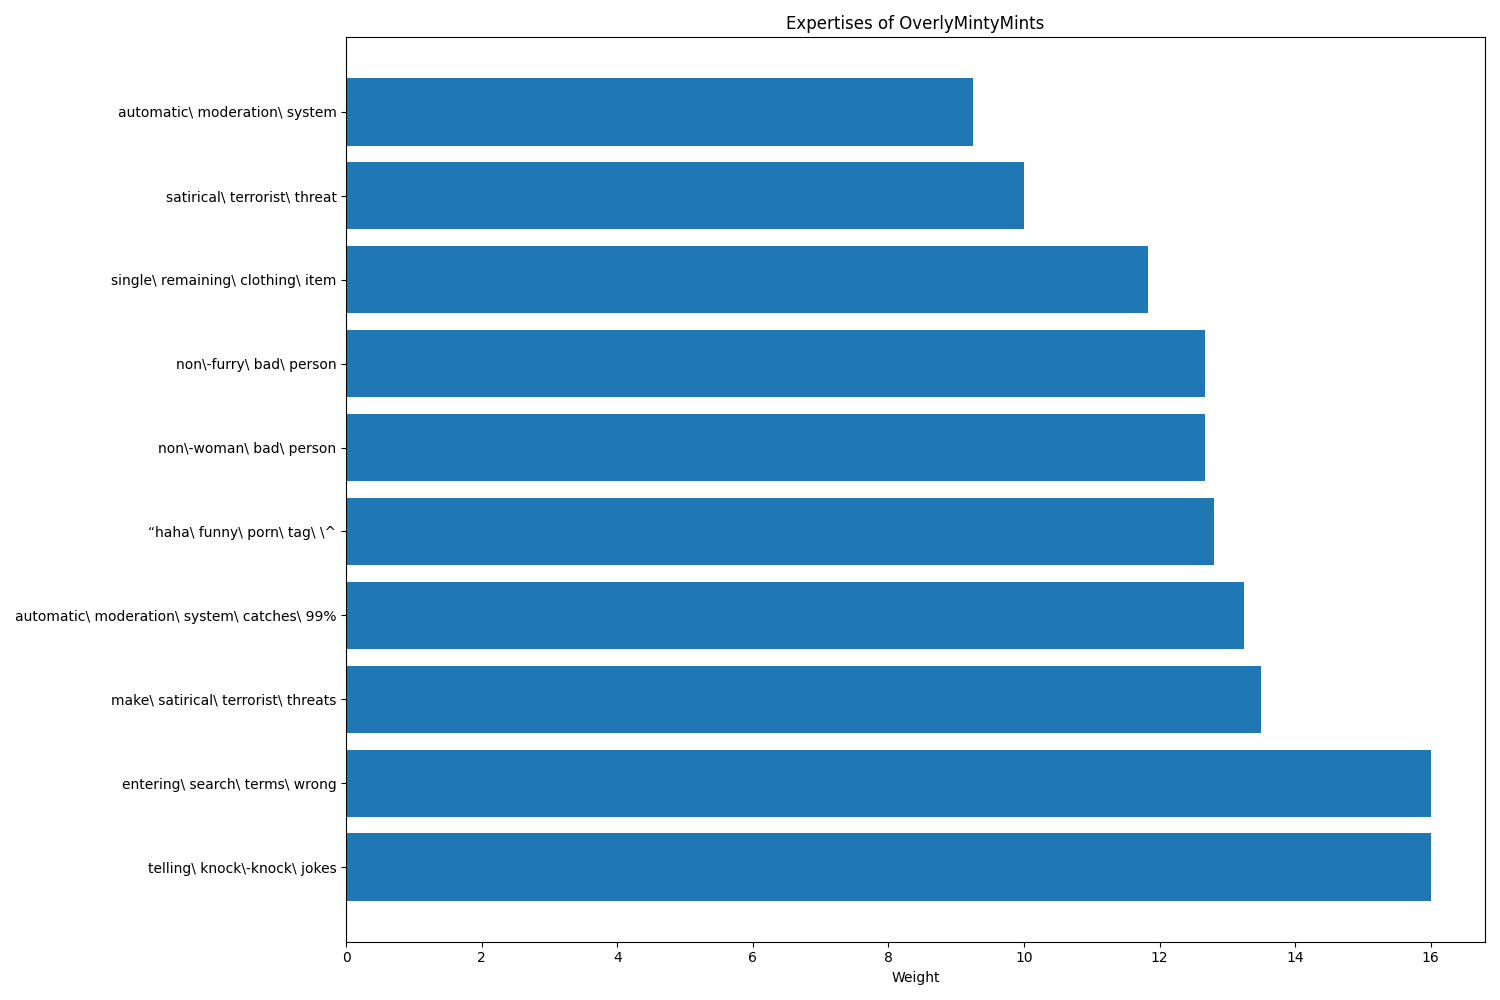 Expertises of OverlyMintyMints
automatic\ moderation\ system
satirical\ terrorist\ threat
single\ remaining\ clothing\ item
non\-furry\ bad\ person
non\-woman\ bad\ person
“haha\ funny\ porn\ tag\ \^
automatic\ moderation\ system\ catches\ 99%
make\ satirical\ terrorist\ threats
entering\ search\ terms\ wrong
telling\ knock\-knock\ jokes
0 2 4 6 8 10 12 14 16
Weight